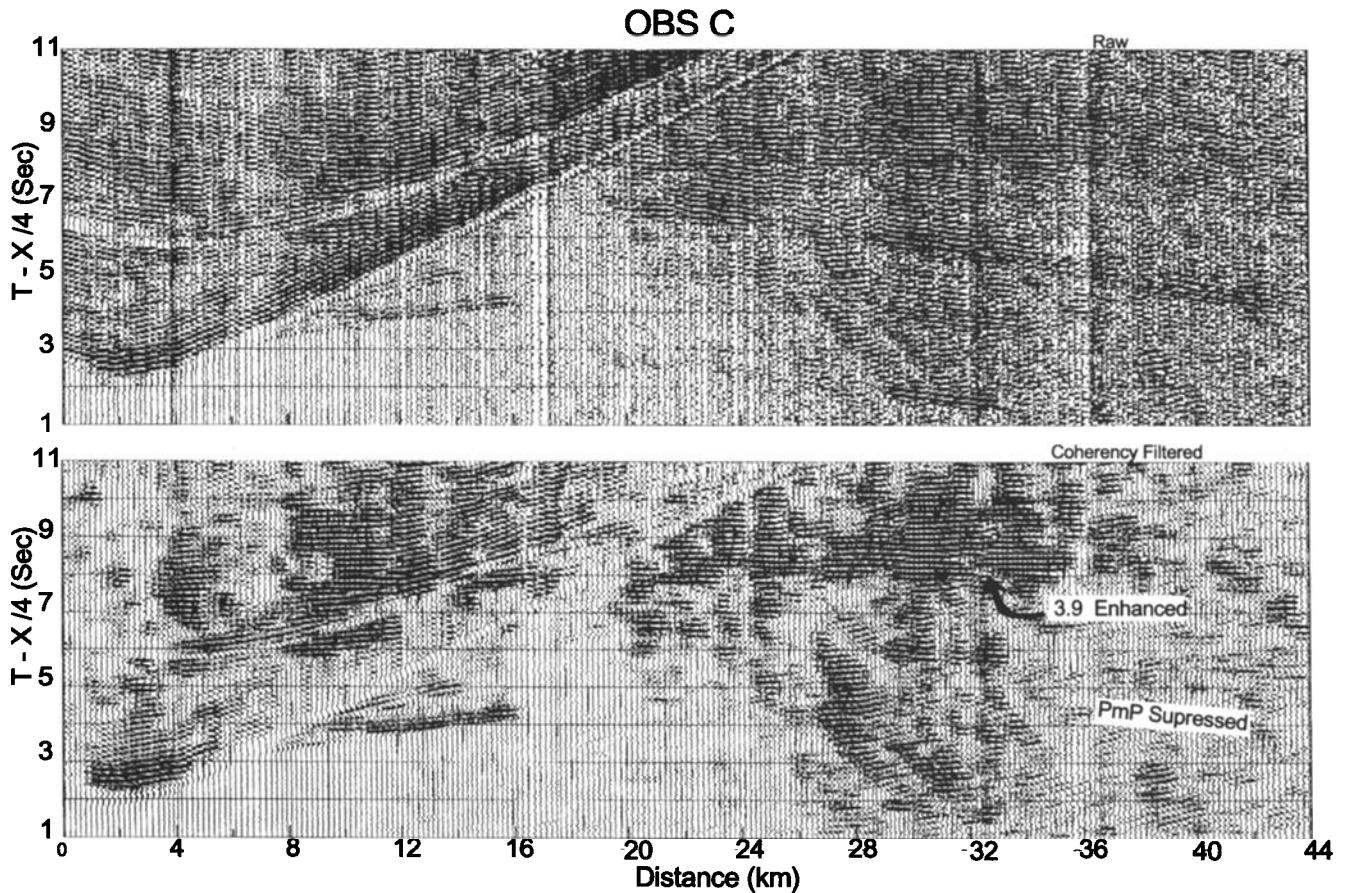 OBS C
Raw
11
9
7
5
3
1
T - X /4 (Sec)
Coherency Filtered
11
9
7
5
3
1
T - X /4 (Sec)
3.9 Enhanced
PmP Supressed
0 4 8 12 16 20 24 28 32 36 40 44
Distance (km)